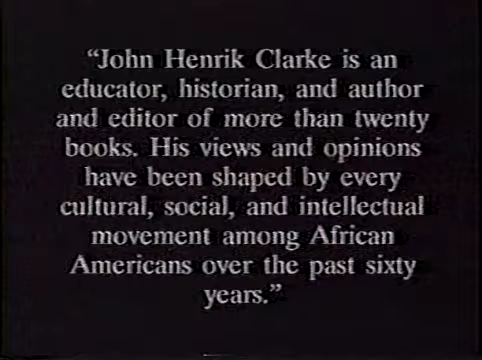 “John Henrik Clarke is an
educator, historian, and author
and editor of more than twenty
books. His views and opinions
have been shaped by every
cultural, social, and intellectual
movement among African
Americans over the past sixty
years.”